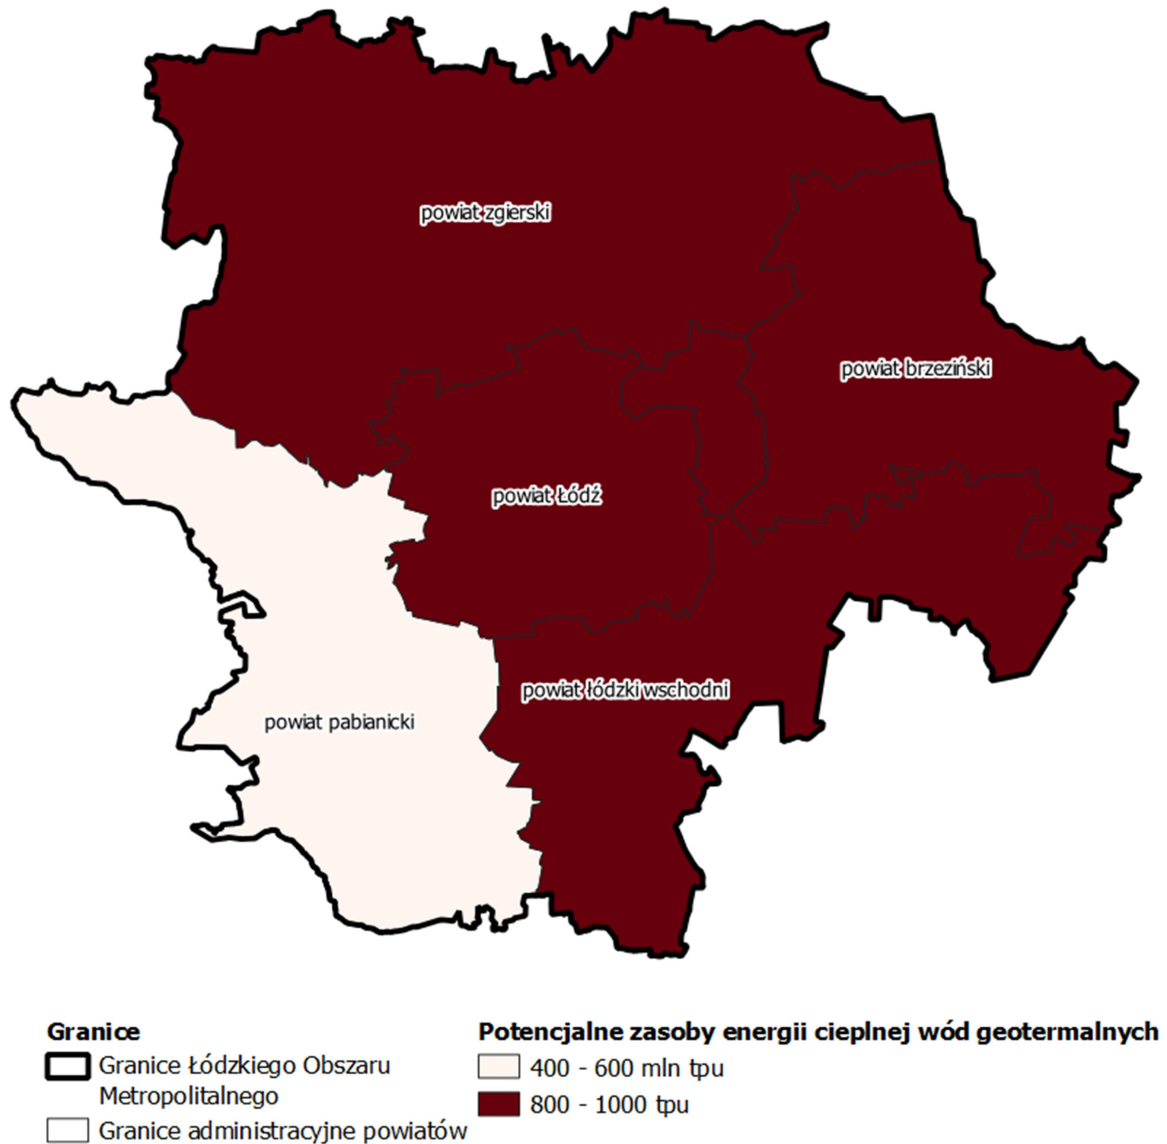 powiat zgierski
powiat brzeziński
powiat Łódź
powiat łódzki wschodni
powiat pabianicki
Granice
Granice Łódzkiego Obszaru
Metropolitalnego
Granice administracyjne powiatów
Potencjalne zasoby energii cieplnej wód geotermalnych
400 - 600 mln tpu
800 - 1000 tpu